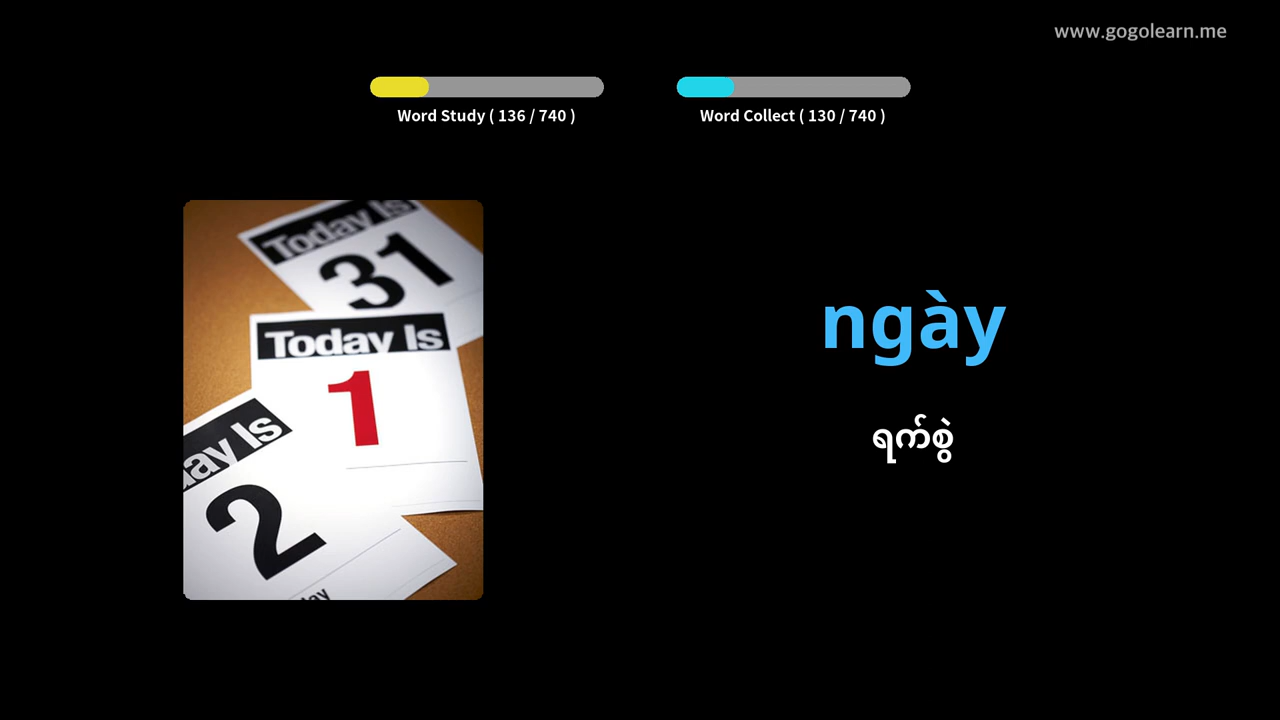 www.gogolearn.me
Word Study ( 136 / 740 )
Word Collect ( 130 / 740 )
Today Is
31
Today Is
1
ay Is
2
ngày
ရက်စွဲ